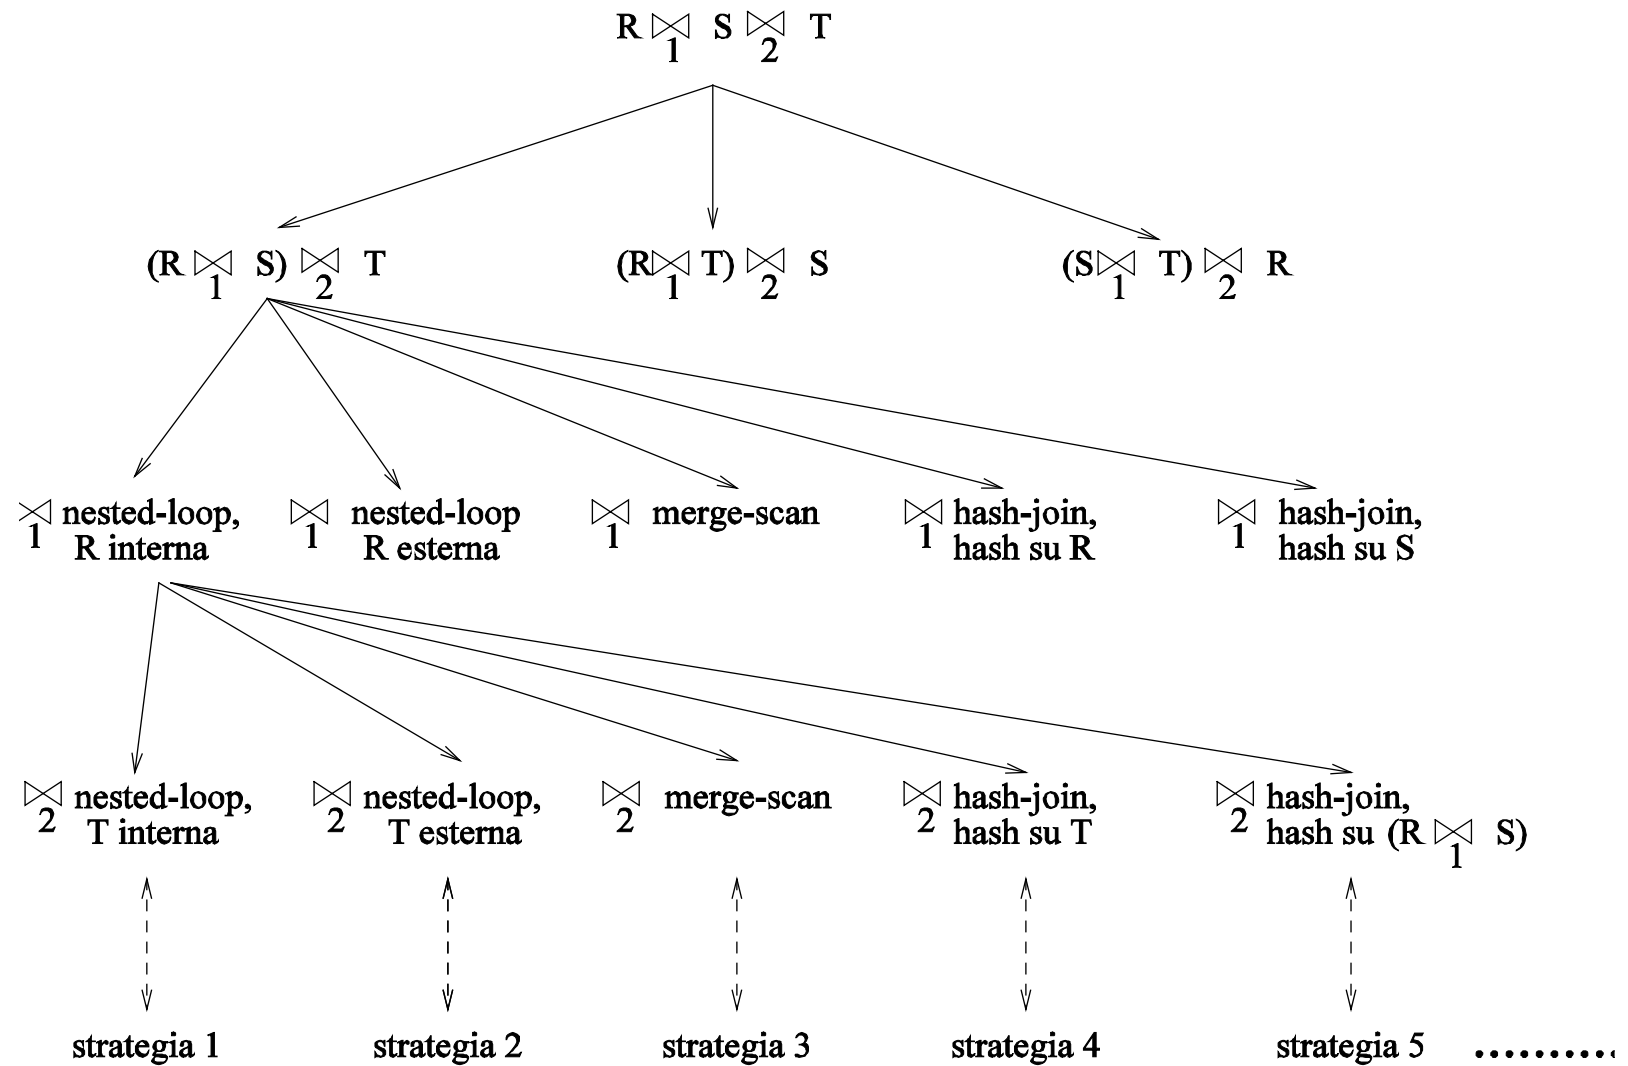 R ⋈ S ⋈ T
1 2
(R ⋈ S) ⋈ T
1 2
(R ⋈ T) ⋈ S
1 2
(S ⋈ T) ⋈ R
1 2
⋈ nested-loop,
1 R interna
⋈ nested-loop
1 R esterna
⋈ merge-scan
1
⋈ hash-join,
1 hash su R
⋈ hash-join,
1 hash su S
⋈ nested-loop,
2 T interna
⋈ nested-loop,
2 T esterna
⋈ merge-scan
2
⋈ hash-join,
2 hash su T
⋈ hash-join,
2 hash su (R ⋈ S)
1
strategia 1
strategia 2
strategia 3
strategia 4
strategia 5
..........